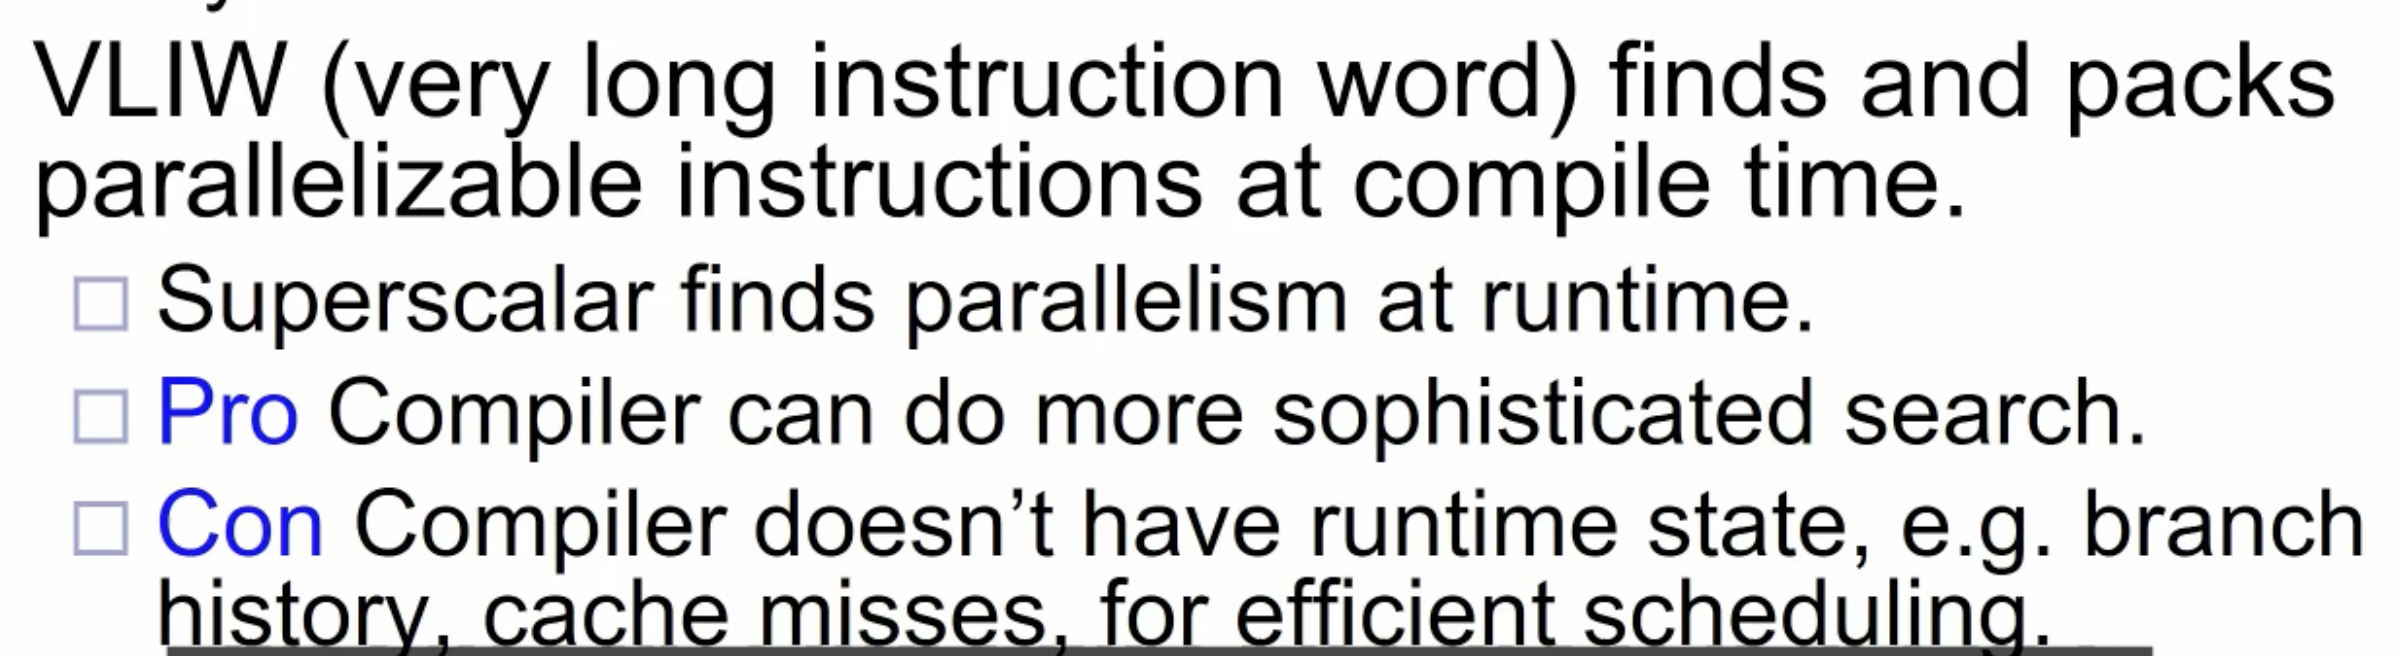 VLIW (very long instruction word) finds and packs
parallelizable instructions at compile time.
Superscalar finds parallelism at runtime.
Pro Compiler can do more sophisticated search.
Con Compiler doesn’t have runtime state, e.g. branch
history, cache misses, for efficient scheduling.